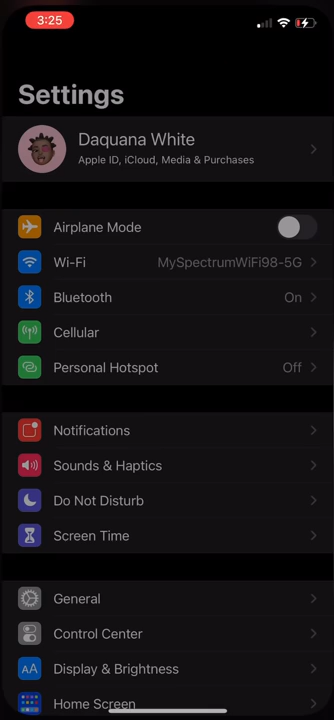 3:25
Settings
Daquana White
Apple ID, iCloud, Media & Purchases
Airplane Mode
Wi-Fi MySpectrumWiFi98-5G
Bluetooth On
Cellular
Personal Hotspot Off
Notifications
Sounds & Haptics
Do Not Disturb
Screen Time
General
Control Center
AA Display & Brightness
Home Screen